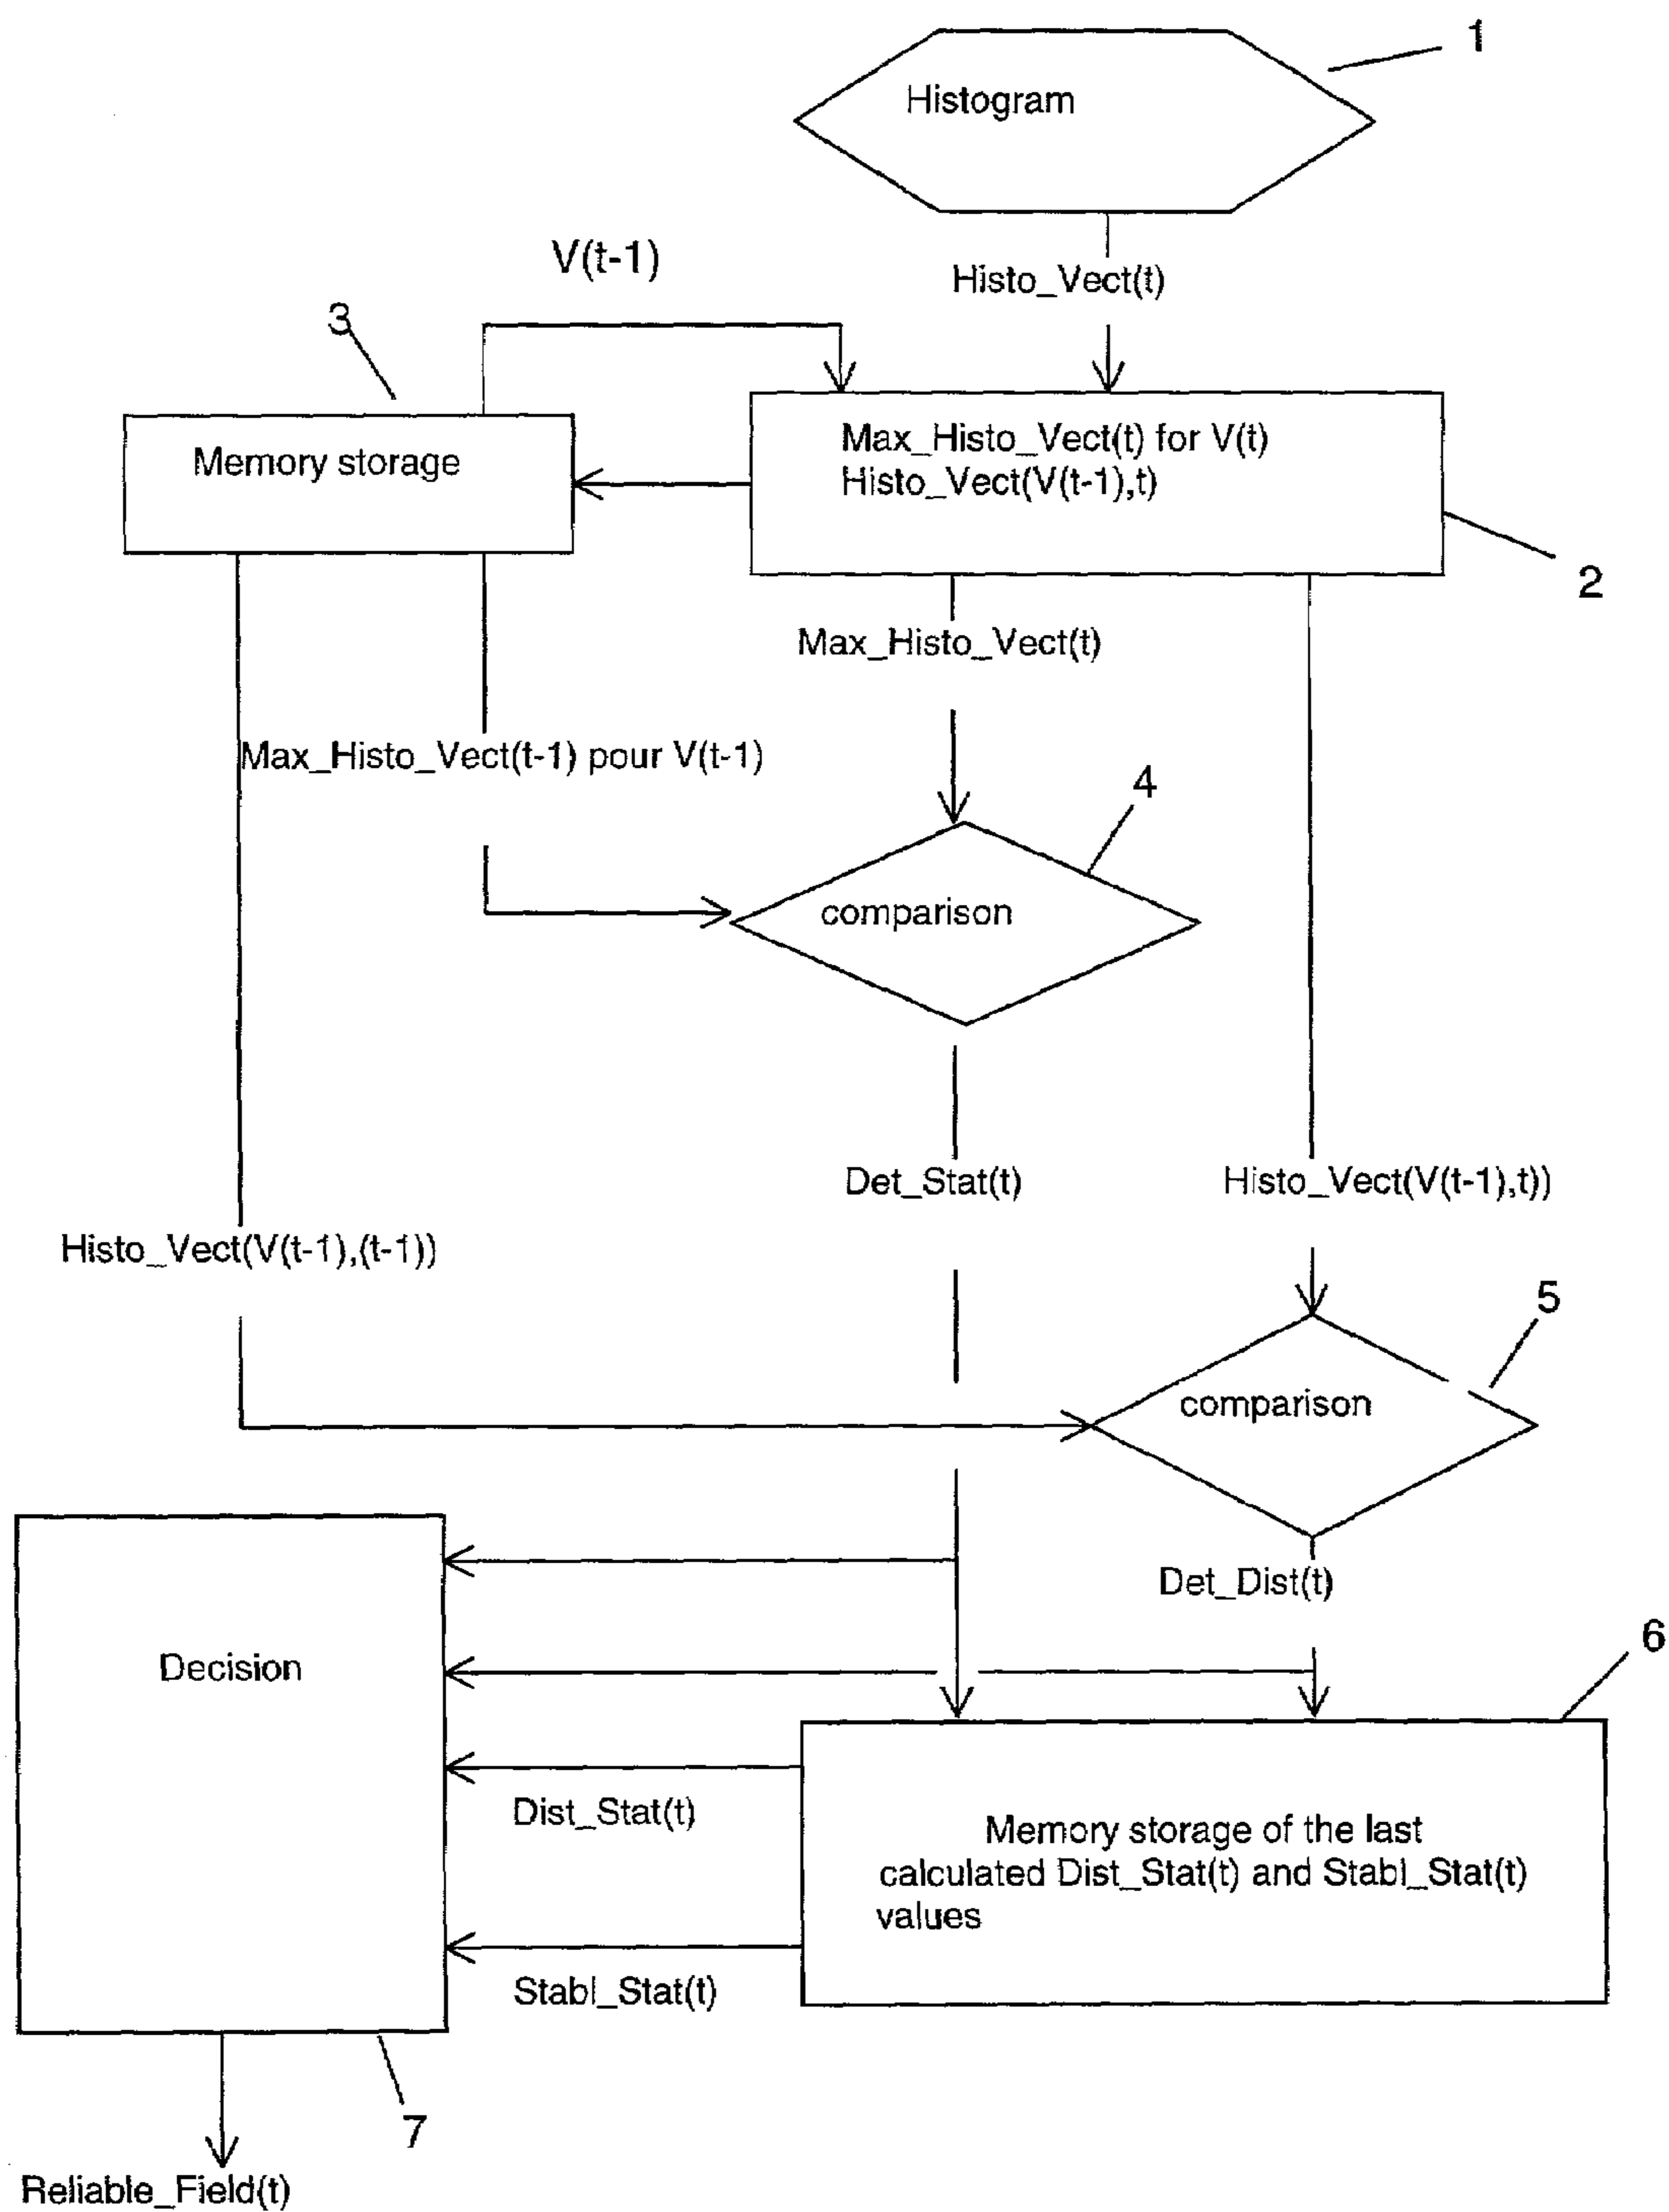 1
Histogram
V(t-1)
Histo_Vect(t)
3
Max_Histo_Vect(t) for V(t)
Histo_Vect(V(t-1),t)
Memory storage
2
Max_Histo_Vect(t)
Max_Histo_Vect(t-1) pour V(t-1)
4
comparison
Det_Stat(t)
Histo_Vect(V(t-1),t))
Histo_Vect(V(t-1),(t-1))
5
comparison
Det_Dist(t)
6
Decision
Dist_Stat(t)
Memory storage of the last
calculated Dist_Stat(t) and Stabl_Stat(t)
values
Stabl_Stat(t)
7
Reliable_Field(t)